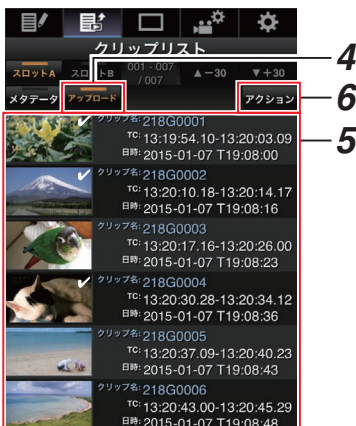 クリップリスト
スロットA スロットB 001 - 007 / 007 ▲−30 ▼+30
メタデータ アップロード アクション
4
6
5
クリップ名: 218G0001
TC: 13:19:54.10-13:20:03.09
日時: 2015-01-07 T19:08:00
クリップ名: 218G0002
TC: 13:20:10.18-13:20:14.17
日時: 2015-01-07 T19:08:16
クリップ名: 218G0003
TC: 13:20:17.16-13:20:26.00
日時: 2015-01-07 T19:08:23
クリップ名: 218G0004
TC: 13:20:30.28-13:20:34.12
日時: 2015-01-07 T19:08:36
クリップ名: 218G0005
TC: 13:20:37.09-13:20:40.23
日時: 2015-01-07 T19:08:43
クリップ名: 218G0006
TC: 13:20:43.00-13:20:45.29
日時: 2015-01-07 T19:08:48